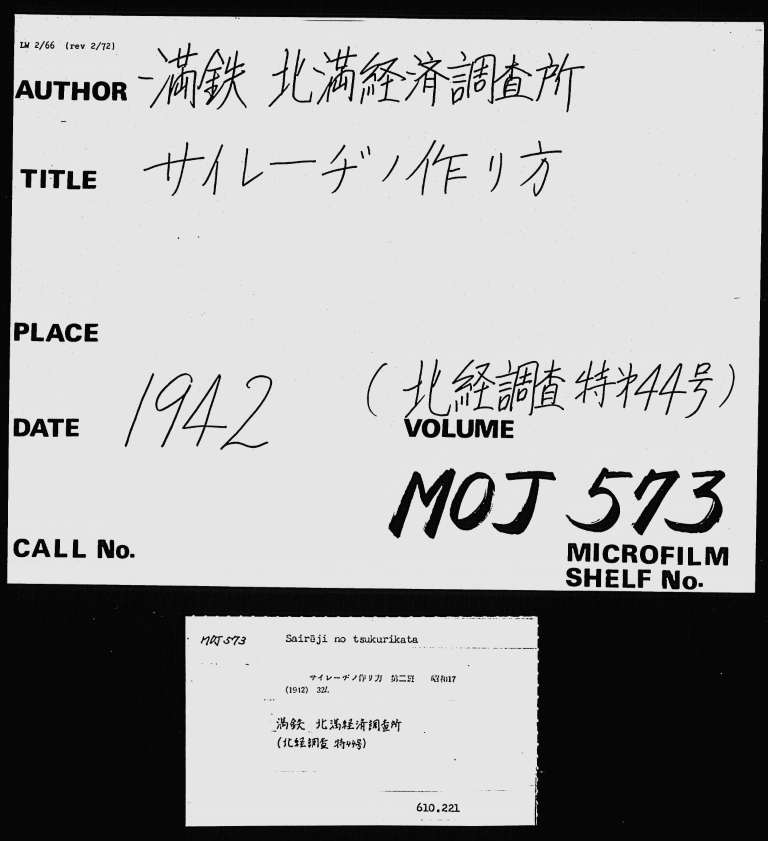 LW 2/66 (rev 2/72)
AUTHOR 満鉄 北満経済調査所
TITLE サイレーヂノ作リ方
PLACE
DATE 1942 (北経調査特㐧44号)
VOLUME
MOJ 573
CALL No.
MICROFILM
SHELF No.
MOJ 573 Sairēji no tsukurikata
サイレーヂノ作リ方 昭和17
(1942) 32l.
満鉄 北満経済調査所
(北経調査 特44号)
610.221